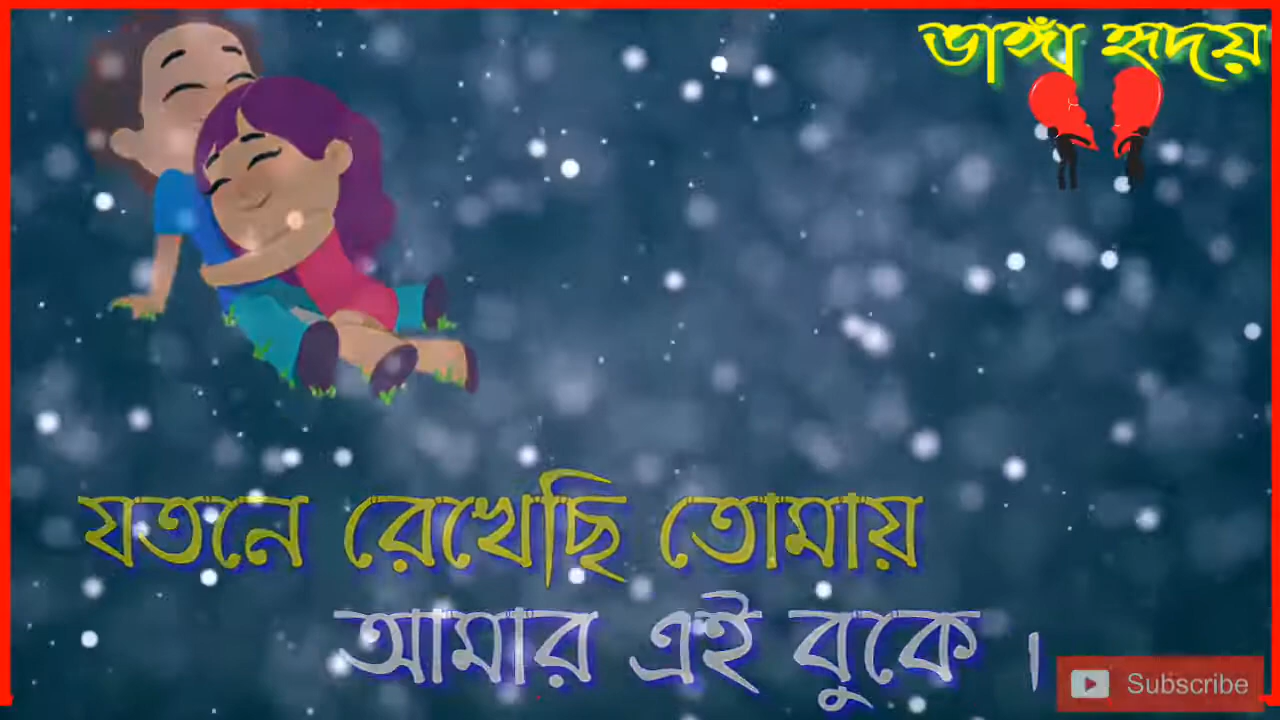 ভাঙ্গাঁ হৃদয়
যতনে রেখেছি তোমায়
আমার এই বুকে ।
Subscribe